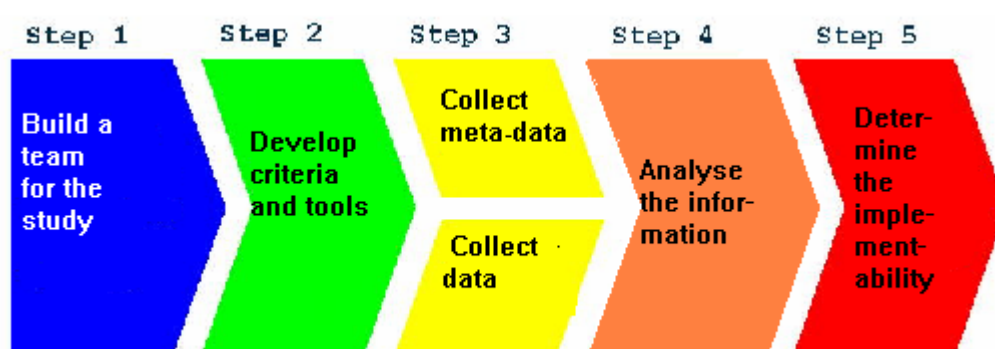 Step 1 Step 2 Step 3 Step 4 Step 5
Build a
team
for the
study
Develop
criteria
and tools
Collect
meta-data
Collect
data
Analyse
the infor-
mation
Deter-
mine
the
imple-
ment-
ability